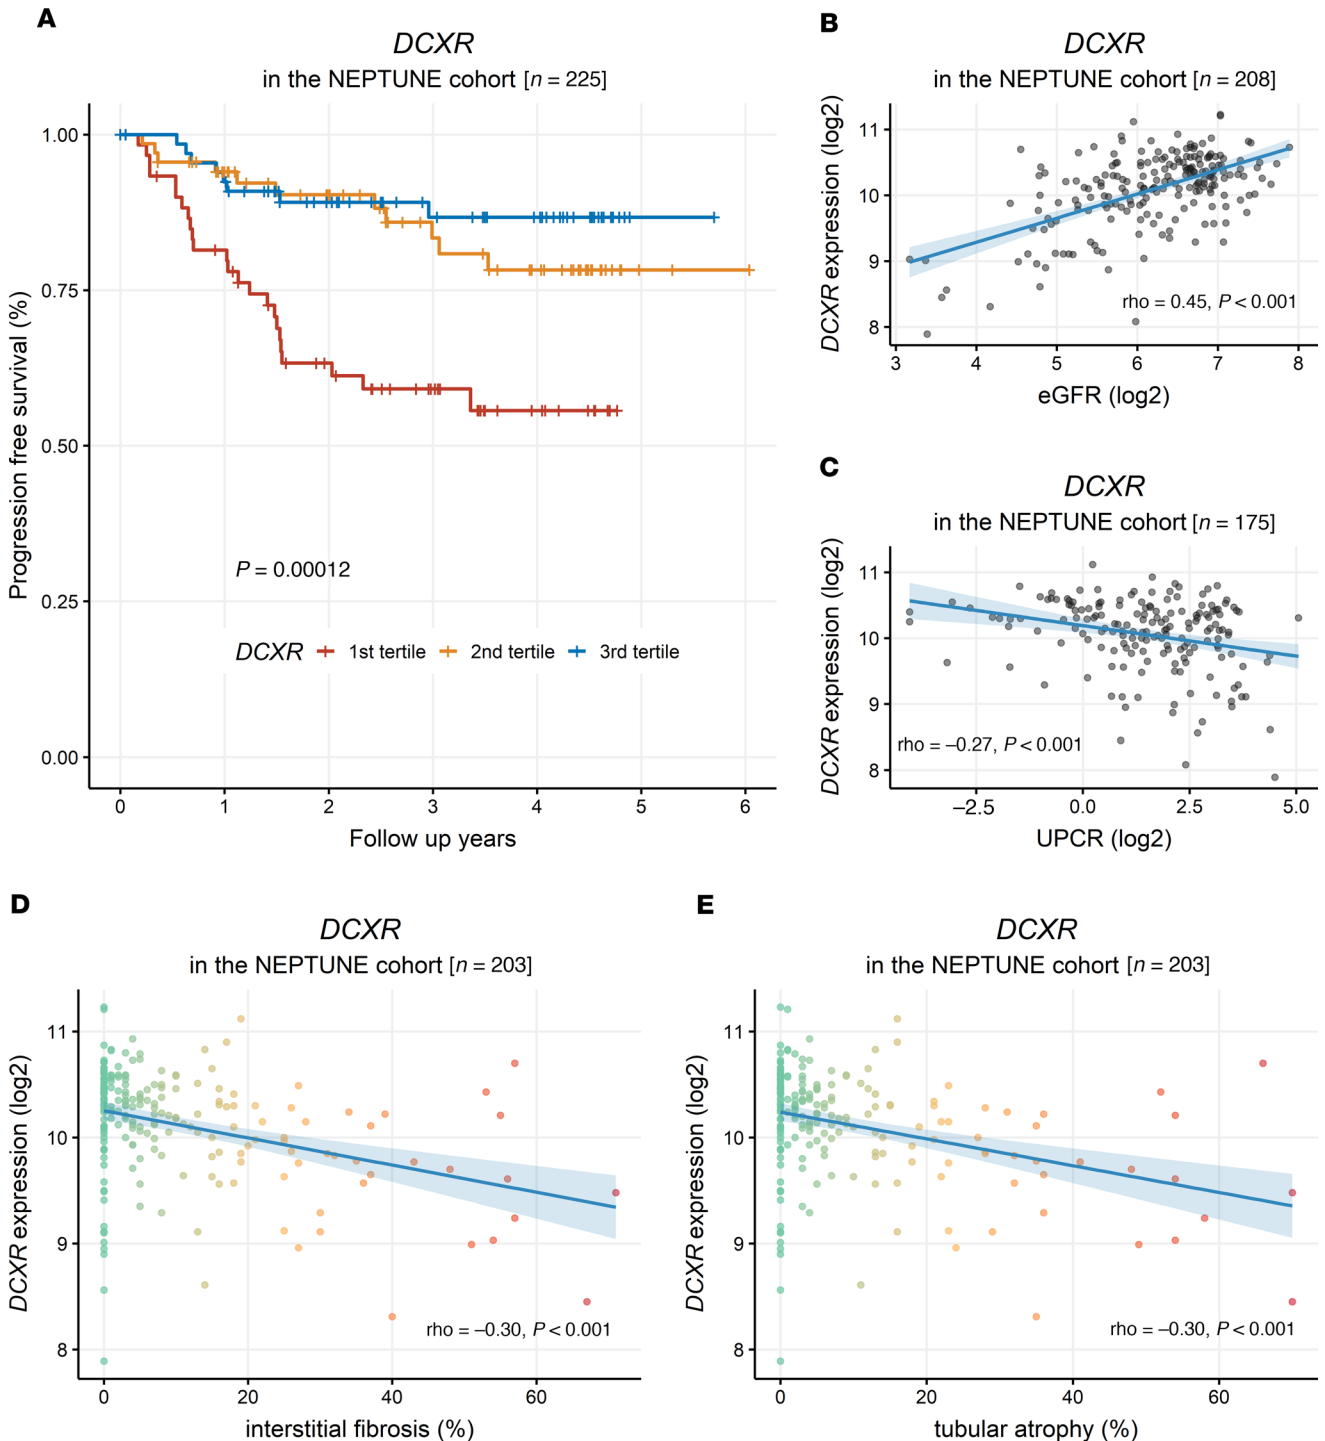 A
DCXR
in the NEPTUNE cohort [n = 225]
Progression free survival (%)
1.00
0.75
0.50
0.25
0.00
P = 0.00012
DCXR 1st tertile 2nd tertile 3rd tertile
0 1 2 3 4 5 6
Follow up years
B
DCXR
in the NEPTUNE cohort [n = 208]
DCXR expression (log2)
11
10
9
8
rho = 0.45, P < 0.001
3 4 5 6 7 8
eGFR (log2)
C
DCXR
in the NEPTUNE cohort [n = 175]
DCXR expression (log2)
11
10
9
8
rho = –0.27, P < 0.001
–2.5 0.0 2.5 5.0
UPCR (log2)
D
DCXR
in the NEPTUNE cohort [n = 203]
DCXR expression (log2)
11
10
9
8
rho = –0.30, P < 0.001
0 20 40 60
interstitial fibrosis (%)
E
DCXR
in the NEPTUNE cohort [n = 203]
DCXR expression (log2)
11
10
9
8
rho = –0.30, P < 0.001
0 20 40 60
tubular atrophy (%)